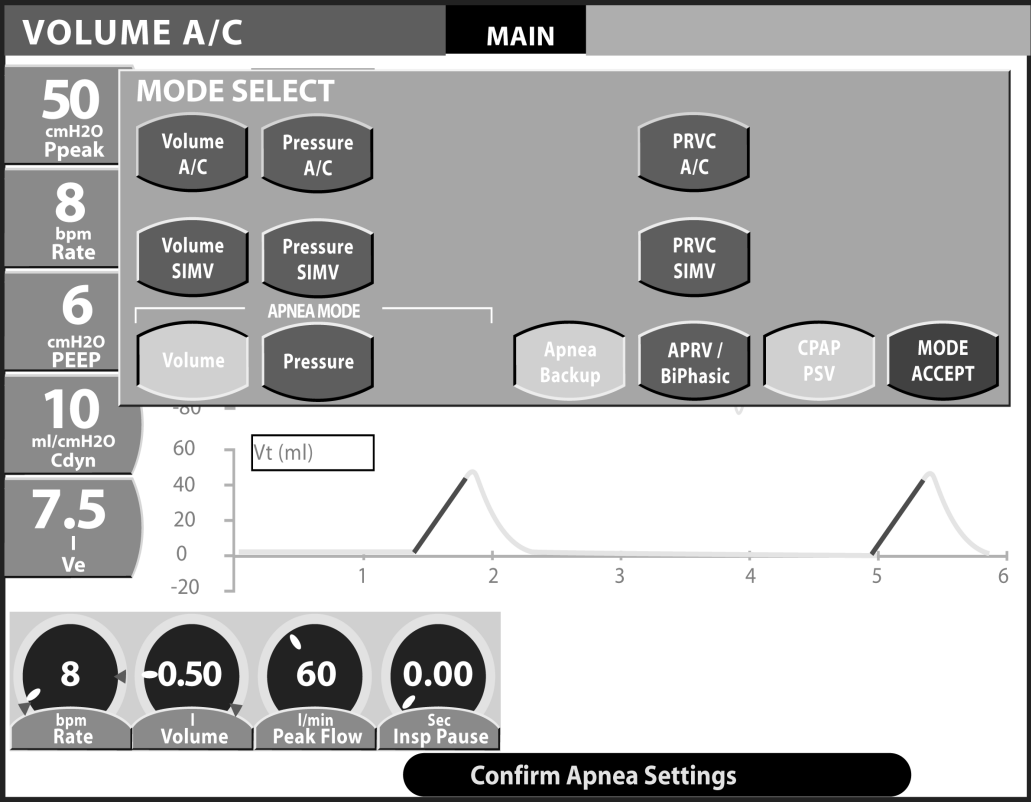 VOLUME A/C
MAIN
50
cmH2O
Ppeak
8
bpm
Rate
6
cmH2O
PEEP
10
ml/cmH2O
Cdyn
7.5
l
Ve
MODE SELECT
Volume
A/C
Pressure
A/C
PRVC
A/C
Volume
SIMV
Pressure
SIMV
PRVC
SIMV
APNEA MODE
Volume
Pressure
Apnea
Backup
APRV /
BiPhasic
CPAP
PSV
MODE
ACCEPT
-80
Vt (ml)
60
40
20
0
-20
1
2
3
4
5
6
8
bpm
Rate
0.50
l
Volume
60
l/min
Peak Flow
0.00
Sec
Insp Pause
Confirm Apnea Settings